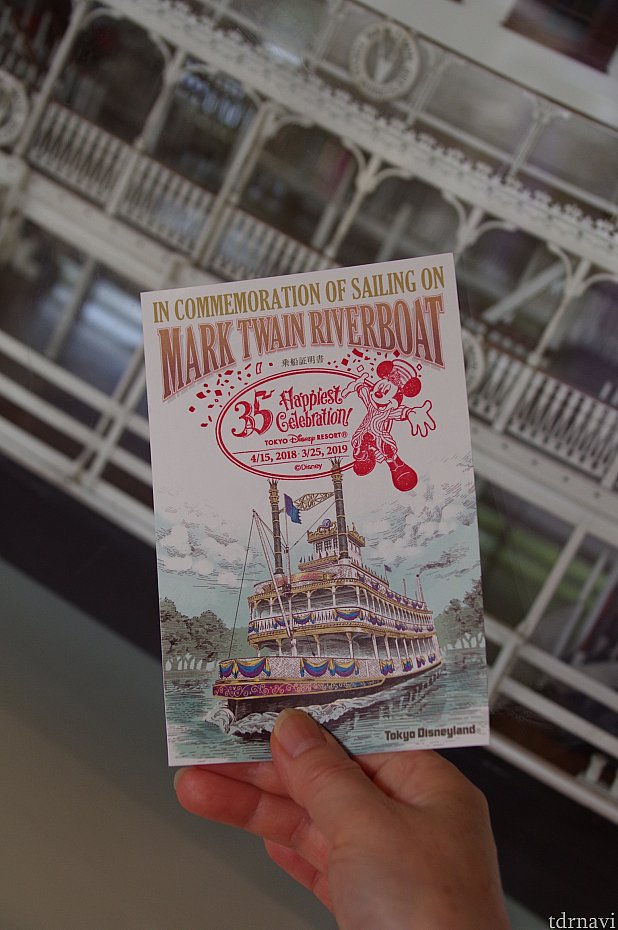 IN COMMEMORATION OF SAILING ON
MARK TWAIN RIVERBOAT
乗船証明書
35 Happiest Celebration!
TOKYO Disney RESORT®
4/15, 2018 - 3/25, 2019
©Disney
Tokyo Disneyland®
tdrnavi